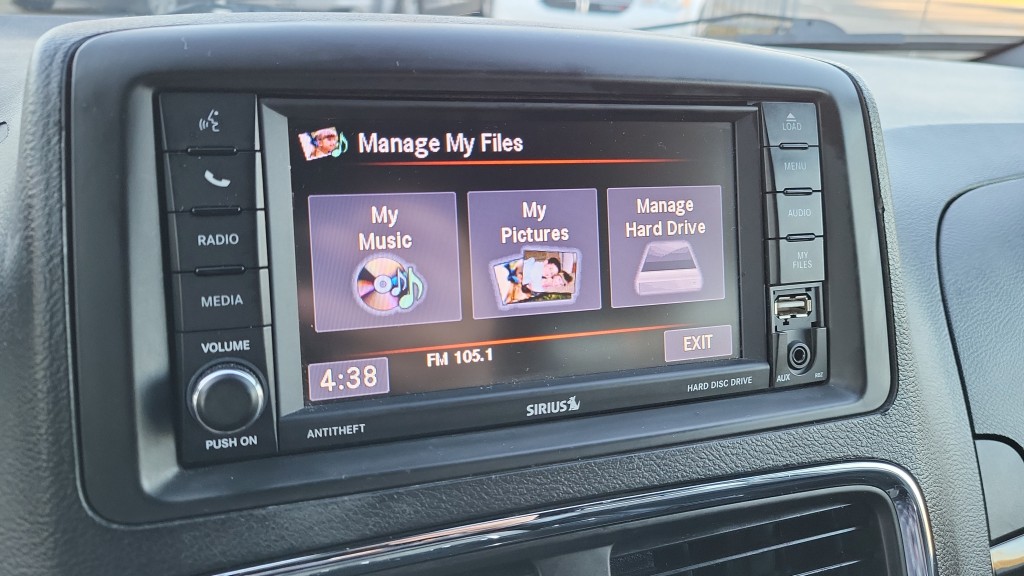 RADIO
MEDIA
VOLUME
PUSH ON
Manage My Files
My
Music
My
Pictures
Manage
Hard Drive
FM 105.1
4:38
EXIT
ANTITHEFT
SIRIUS
HARD DISC DRIVE
LOAD
MENU
AUDIO
MY
FILES
AUX